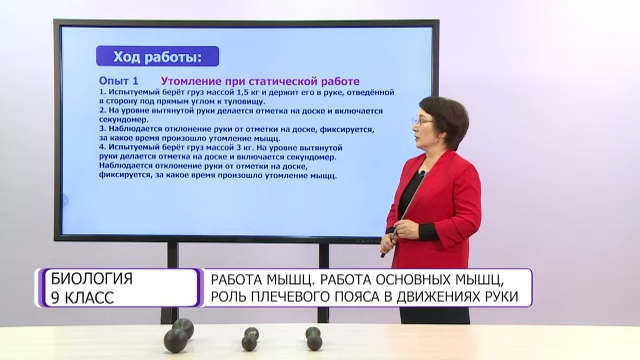 Ход работы:
Опыт 1 Утомление при статической работе
1. Испытуемый берёт груз массой 1,5 кг и держит его в руке, отведённой
в сторону под прямым углом к туловищу.
2. На уровне вытянутой руки делается отметка на доске и включается
секундомер.
3. Наблюдается отклонение руки от отметки на доске, фиксируется,
за какое время произошло утомление мышц.
4. Испытуемый берёт груз массой 3 кг. На уровне вытянутой
руки делается отметка на доске и включается секундомер.
Наблюдается отклонение руки от отметки на доске,
фиксируется, за какое время произошло утомление мыщц.
БИОЛОГИЯ
9 КЛАСС
РАБОТА МЫШЦ. РАБОТА ОСНОВНЫХ МЫШЦ,
РОЛЬ ПЛЕЧЕВОГО ПОЯСА В ДВИЖЕНИЯХ РУКИ